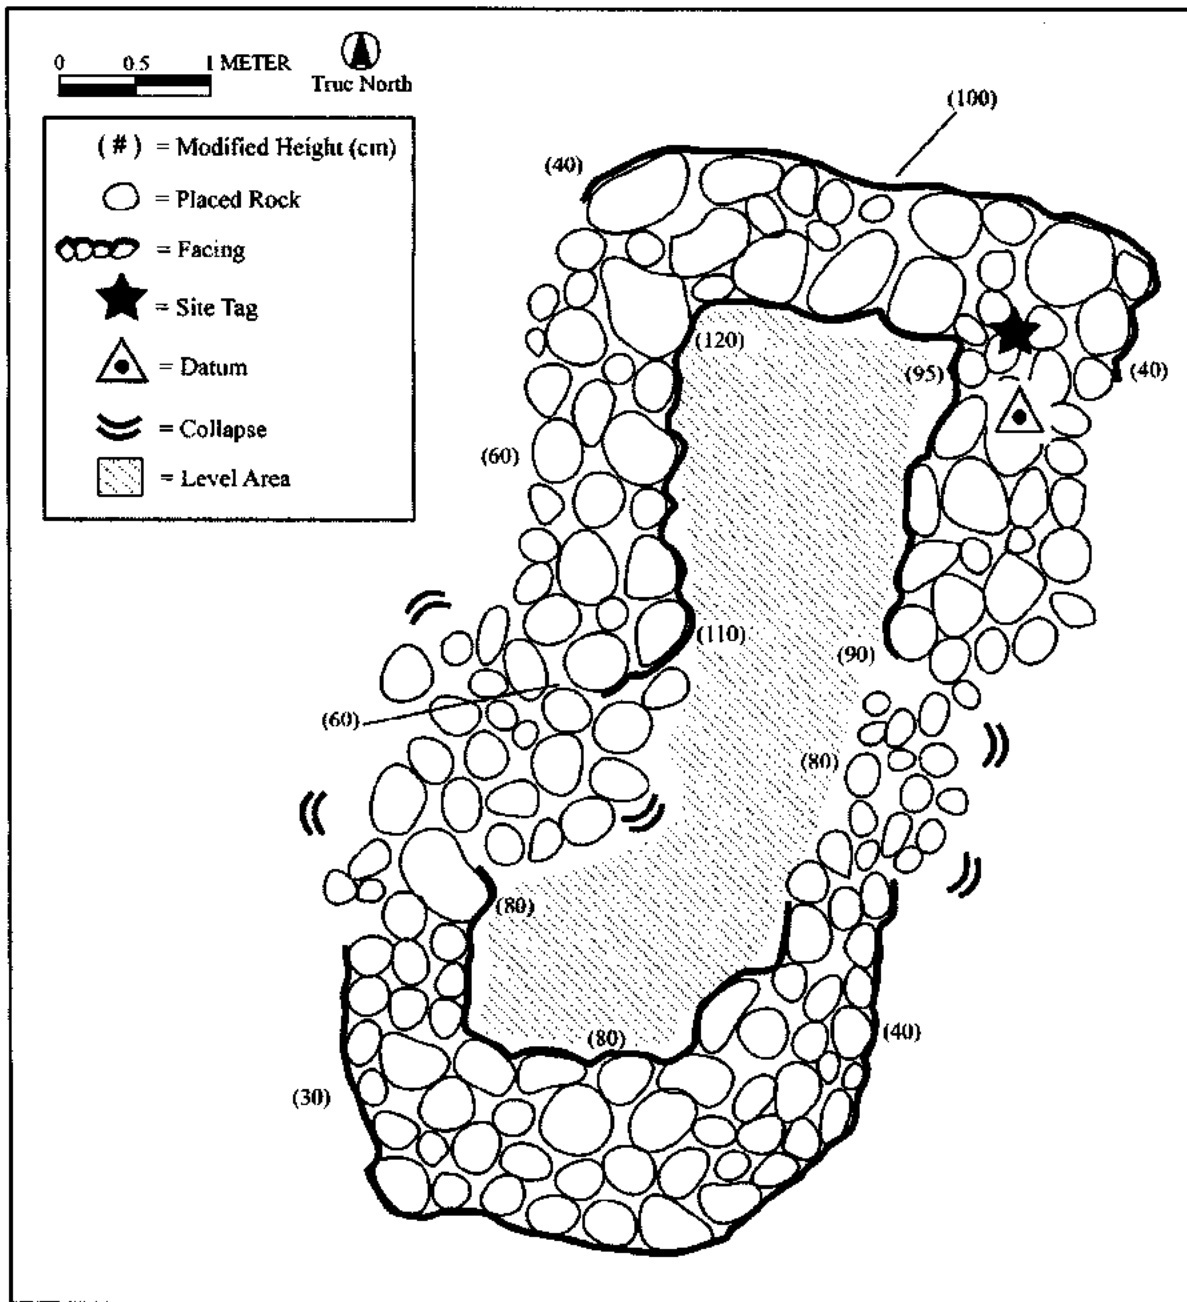 0 0.5 1 METER
True North
(#) = Modified Height (cm)
= Placed Rock
= Facing
= Site Tag
= Datum
= Collapse
= Level Area
(100)
(40)
(120)
(95)
(40)
(60)
(110)
(90)
(60)
(80)
(80)
(80)
(40)
(30)